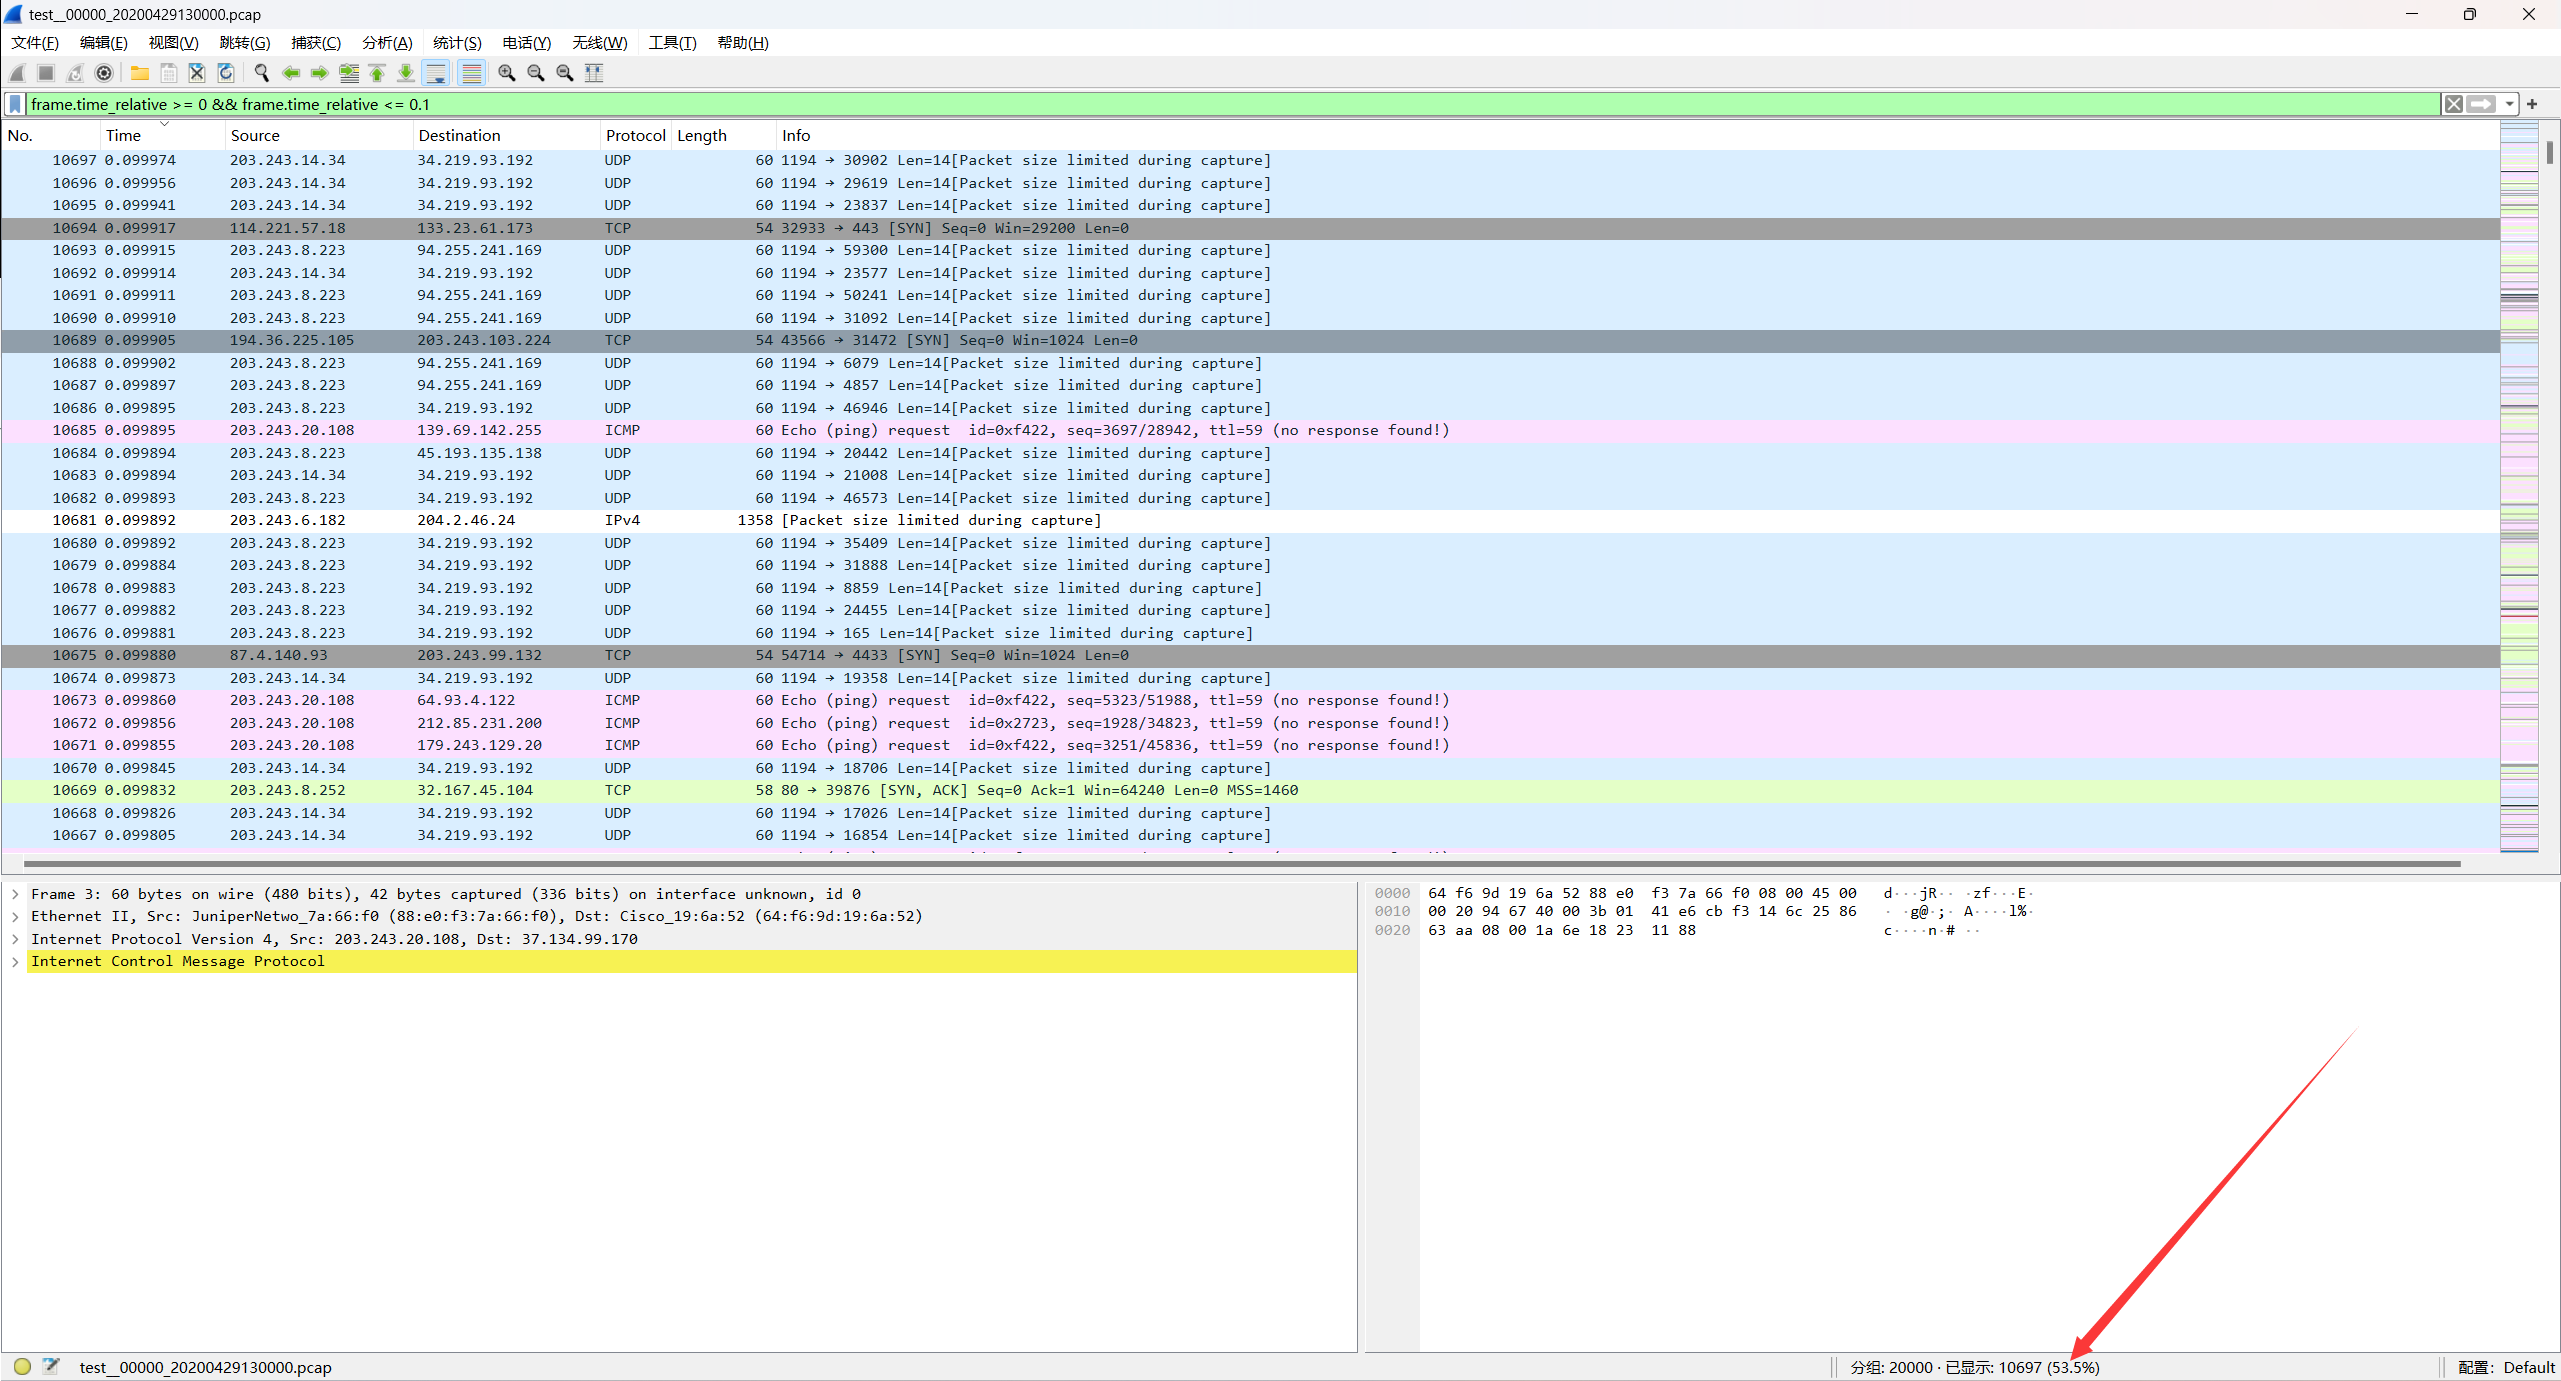 test__00000_20200429130000.pcap
文件(F) 编辑(E) 视图(V) 跳转(G) 捕获(C) 分析(A) 统计(S) 电话(Y) 无线(W) 工具(T) 帮助(H)
frame.time_relative >= 0 && frame.time_relative <= 0.1
No. Time Source Destination Protocol Length Info
10697 0.099974 203.243.14.34 34.219.93.192 UDP 60 1194 → 30902 Len=14[Packet size limited during capture]
10696 0.099956 203.243.14.34 34.219.93.192 UDP 60 1194 → 29619 Len=14[Packet size limited during capture]
10695 0.099941 203.243.14.34 34.219.93.192 UDP 60 1194 → 23837 Len=14[Packet size limited during capture]
10694 0.099917 114.221.57.18 133.23.61.173 TCP 54 32933 → 443 [SYN] Seq=0 Win=29200 Len=0
10693 0.099915 203.243.8.223 94.255.241.169 UDP 60 1194 → 59300 Len=14[Packet size limited during capture]
10692 0.099914 203.243.14.34 34.219.93.192 UDP 60 1194 → 23577 Len=14[Packet size limited during capture]
10691 0.099911 203.243.8.223 94.255.241.169 UDP 60 1194 → 50241 Len=14[Packet size limited during capture]
10690 0.099910 203.243.8.223 94.255.241.169 UDP 60 1194 → 31092 Len=14[Packet size limited during capture]
10689 0.099905 194.36.225.105 203.243.103.224 TCP 54 43566 → 31472 [SYN] Seq=0 Win=1024 Len=0
10688 0.099902 203.243.8.223 94.255.241.169 UDP 60 1194 → 6079 Len=14[Packet size limited during capture]
10687 0.099897 203.243.8.223 94.255.241.169 UDP 60 1194 → 4857 Len=14[Packet size limited during capture]
10686 0.099895 203.243.8.223 34.219.93.192 UDP 60 1194 → 46946 Len=14[Packet size limited during capture]
10685 0.099895 203.243.20.108 139.69.142.255 ICMP 60 Echo (ping) request id=0xf422, seq=3697/28942, ttl=59 (no response found!)
10684 0.099894 203.243.8.223 45.193.135.138 UDP 60 1194 → 20442 Len=14[Packet size limited during capture]
10683 0.099894 203.243.14.34 34.219.93.192 UDP 60 1194 → 21008 Len=14[Packet size limited during capture]
10682 0.099893 203.243.8.223 34.219.93.192 UDP 60 1194 → 46573 Len=14[Packet size limited during capture]
10681 0.099892 203.243.6.182 204.2.46.24 IPv4 1358 [Packet size limited during capture]
10680 0.099892 203.243.8.223 34.219.93.192 UDP 60 1194 → 35409 Len=14[Packet size limited during capture]
10679 0.099884 203.243.8.223 34.219.93.192 UDP 60 1194 → 31888 Len=14[Packet size limited during capture]
10678 0.099883 203.243.8.223 34.219.93.192 UDP 60 1194 → 8859 Len=14[Packet size limited during capture]
10677 0.099882 203.243.8.223 34.219.93.192 UDP 60 1194 → 24455 Len=14[Packet size limited during capture]
10676 0.099881 203.243.8.223 34.219.93.192 UDP 60 1194 → 165 Len=14[Packet size limited during capture]
10675 0.099880 87.4.140.93 203.243.99.132 TCP 54 54714 → 4433 [SYN] Seq=0 Win=1024 Len=0
10674 0.099873 203.243.14.34 34.219.93.192 UDP 60 1194 → 19358 Len=14[Packet size limited during capture]
10673 0.099860 203.243.20.108 64.93.4.122 ICMP 60 Echo (ping) request id=0xf422, seq=5323/51988, ttl=59 (no response found!)
10672 0.099856 203.243.20.108 212.85.231.200 ICMP 60 Echo (ping) request id=0x2723, seq=1928/34823, ttl=59 (no response found!)
10671 0.099855 203.243.20.108 179.243.129.20 ICMP 60 Echo (ping) request id=0xf422, seq=3251/45836, ttl=59 (no response found!)
10670 0.099845 203.243.14.34 34.219.93.192 UDP 60 1194 → 18706 Len=14[Packet size limited during capture]
10669 0.099832 203.243.8.252 32.167.45.104 TCP 58 80 → 39876 [SYN, ACK] Seq=0 Ack=1 Win=64240 Len=0 MSS=1460
10668 0.099826 203.243.14.34 34.219.93.192 UDP 60 1194 → 17026 Len=14[Packet size limited during capture]
10667 0.099805 203.243.14.34 34.219.93.192 UDP 60 1194 → 16854 Len=14[Packet size limited during capture]
Frame 3: 60 bytes on wire (480 bits), 42 bytes captured (336 bits) on interface unknown, id 0
Ethernet II, Src: JuniperNetwo_7a:66:f0 (88:e0:f3:7a:66:f0), Dst: Cisco_19:6a:52 (64:f6:9d:19:6a:52)
Internet Protocol Version 4, Src: 203.243.20.108, Dst: 37.134.99.170
Internet Control Message Protocol
0000 64 f6 9d 19 6a 52 88 e0 f3 7a 66 f0 08 00 45 00 d···jR·· ·zf···E·
0010 00 20 94 67 40 00 3b 01 41 e6 cb f3 14 6c 25 86 · ·g@·;· A····l%·
0020 63 aa 08 00 1a 6e 18 23 11 88 c····n·# ··
test__00000_20200429130000.pcap
分组: 20000 · 已显示: 10697 (53.5%)
配置: Default